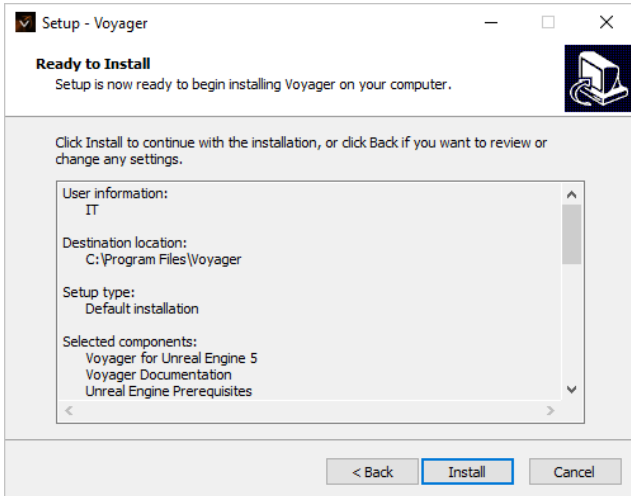 Setup - Voyager
Ready to Install
Setup is now ready to begin installing Voyager on your computer.
Click Install to continue with the installation, or click Back if you want to review or
change any settings.
User information:
IT
Destination location:
C:\Program Files\Voyager
Setup type:
Default installation
Selected components:
Voyager for Unreal Engine 5
Voyager Documentation
Unreal Engine Prerequisites
< Back
Install
Cancel